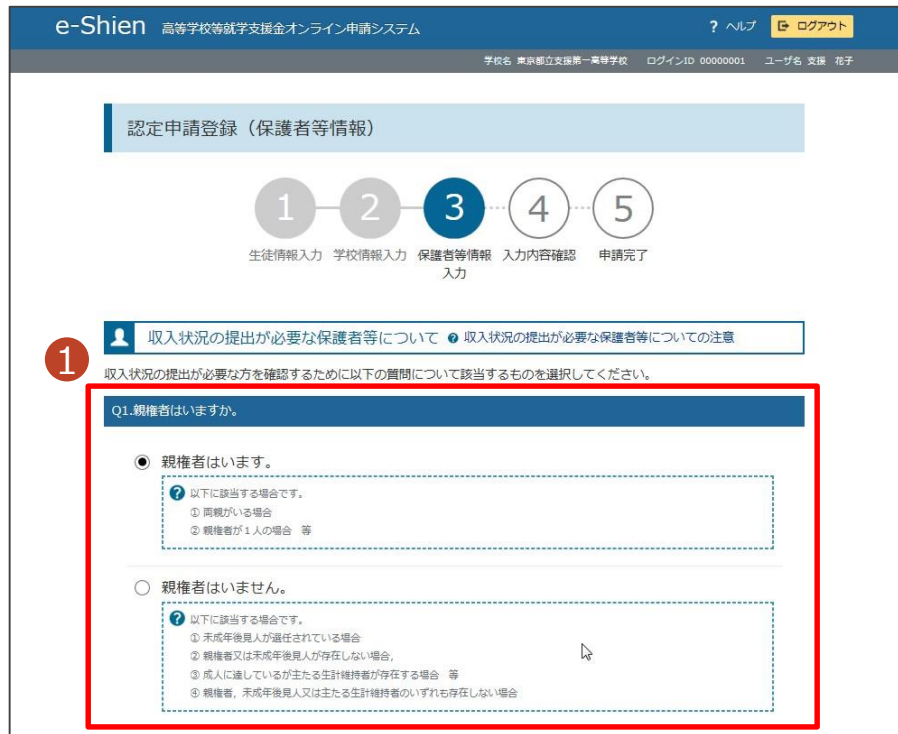 e-Shien 高等学校等就学支援金オンライン申請システム ? ヘルプ ログアウト
学校名 東京都立支援第一高等学校 ログインID 00000001 ユーザ名 支援 花子
認定申請登録（保護者等情報）
1 2 3 4 5
生徒情報入力 学校情報入力 保護者等情報 入力内容確認 申請完了
入力
収入状況の提出が必要な保護者等について ? 収入状況の提出が必要な保護者等についての注意
1
収入状況の提出が必要な方を確認するために以下の質問について該当するものを選択してください。
Q1.親権者はいますか。
親権者はいます。
? 以下に該当する場合です。
① 両親がいる場合
② 親権者が１人の場合　等
親権者はいません。
? 以下に該当する場合です。
① 未成年後見人が選任されている場合
② 親権者又は未成年後見人が存在しない場合,
③ 成人に達しているが主たる生計維持者が存在する場合　等
④ 親権者，未成年後見人又は主たる生計維持者のいずれも存在しない場合